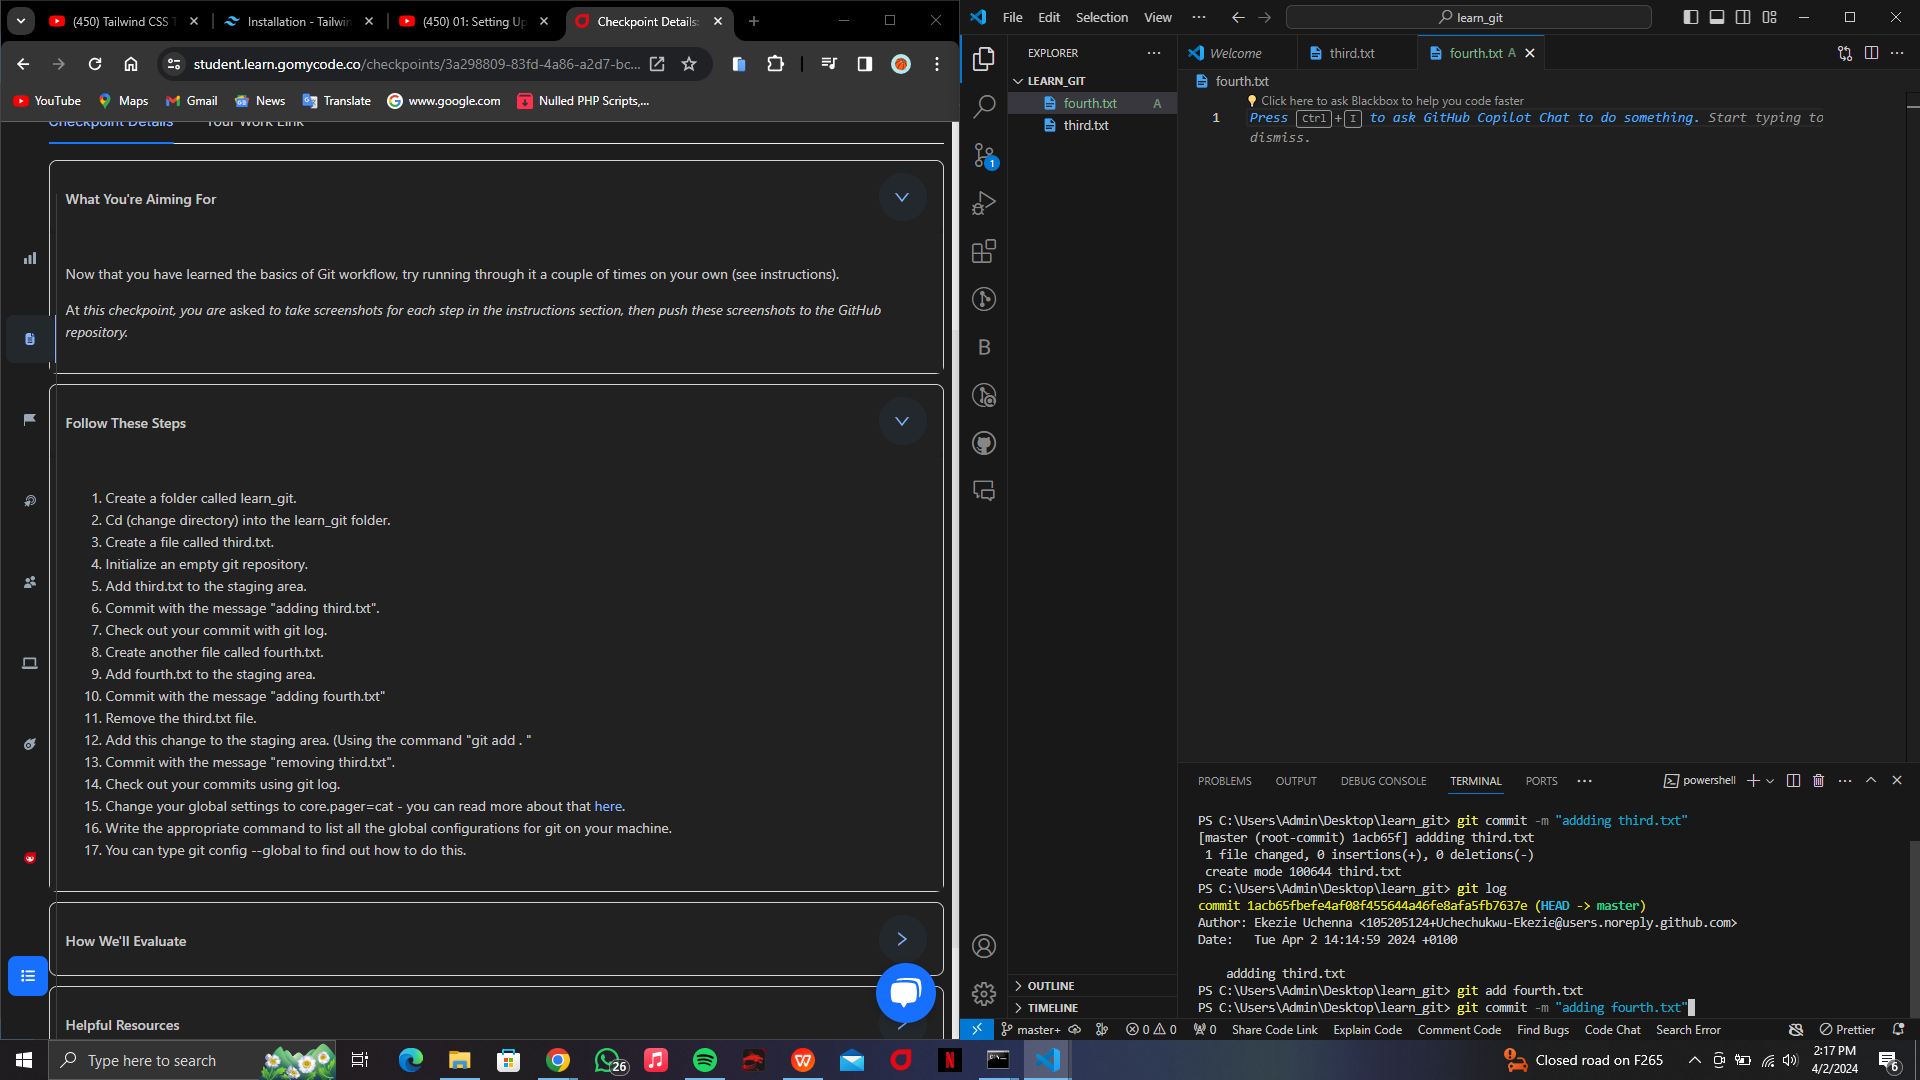 (450) Tailwind CSS T
Installation - Tailwin
(450) 01: Setting Up
Checkpoint Details:
student.learn.gomycode.co/checkpoints/3a298809-83fd-4a86-a2d7-bc...
YouTube
Maps
Gmail
News
Translate
www.google.com
Nulled PHP Scripts,...
Checkpoint Details
Your Work Link
What You're Aiming For
Now that you have learned the basics of Git workflow, try running through it a couple of times on your own (see instructions).
At this checkpoint, you are asked to take screenshots for each step in the instructions section, then push these screenshots to the GitHub
repository.
Follow These Steps
1. Create a folder called learn_git.
2. Cd (change directory) into the learn_git folder.
3. Create a file called third.txt.
4. Initialize an empty git repository.
5. Add third.txt to the staging area.
6. Commit with the message "adding third.txt".
7. Check out your commit with git log.
8. Create another file called fourth.txt.
9. Add fourth.txt to the staging area.
10. Commit with the message "adding fourth.txt"
11. Remove the third.txt file.
12. Add this change to the staging area. (Using the command "git add . "
13. Commit with the message "removing third.txt".
14. Check out your commits using git log.
15. Change your global settings to core.pager=cat - you can read more about that here.
16. Write the appropriate command to list all the global configurations for git on your machine.
17. You can type git config --global to find out how to do this.
How We'll Evaluate
Helpful Resources
File Edit Selection View ···
learn_git
EXPLORER
LEARN_GIT
fourth.txt A
third.txt
1
B
OUTLINE
TIMELINE
Welcome
third.txt
fourth.txt A
fourth.txt
Click here to ask Blackbox to help you code faster
1 Press Ctrl + I to ask GitHub Copilot Chat to do something. Start typing to
dismiss.
PROBLEMS OUTPUT DEBUG CONSOLE TERMINAL PORTS ··· powershell
PS C:\Users\Admin\Desktop\learn_git> git commit -m "addding third.txt"
[master (root-commit) 1acb65f] addding third.txt
1 file changed, 0 insertions(+), 0 deletions(-)
create mode 100644 third.txt
PS C:\Users\Admin\Desktop\learn_git> git log
commit 1acb65fbefe4af08f455644a46fe8afa5fb7637e (HEAD -> master)
Author: Ekezie Uchenna <105205124+Uchechukwu-Ekezie@users.noreply.github.com>
Date: Tue Apr 2 14:14:59 2024 +0100
addding third.txt
PS C:\Users\Admin\Desktop\learn_git> git add fourth.txt
PS C:\Users\Admin\Desktop\learn_git> git commit -m "adding fourth.txt"
master+ 0 0 0 Share Code Link Explain Code Comment Code Find Bugs Code Chat Search Error Prettier
Type here to search
26
Closed road on F265
2:17 PM
4/2/2024
6